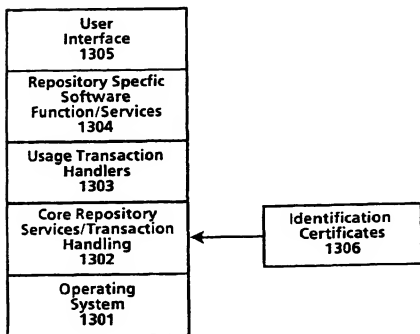 User
Interface
1305
Repository Specfic
Software
Function/Services
1304
Usage Transaction
Handlers
1303
Core Repository
Services/Transaction
Handling
1302
Identification
Certificates
1306
Operating
System
1301